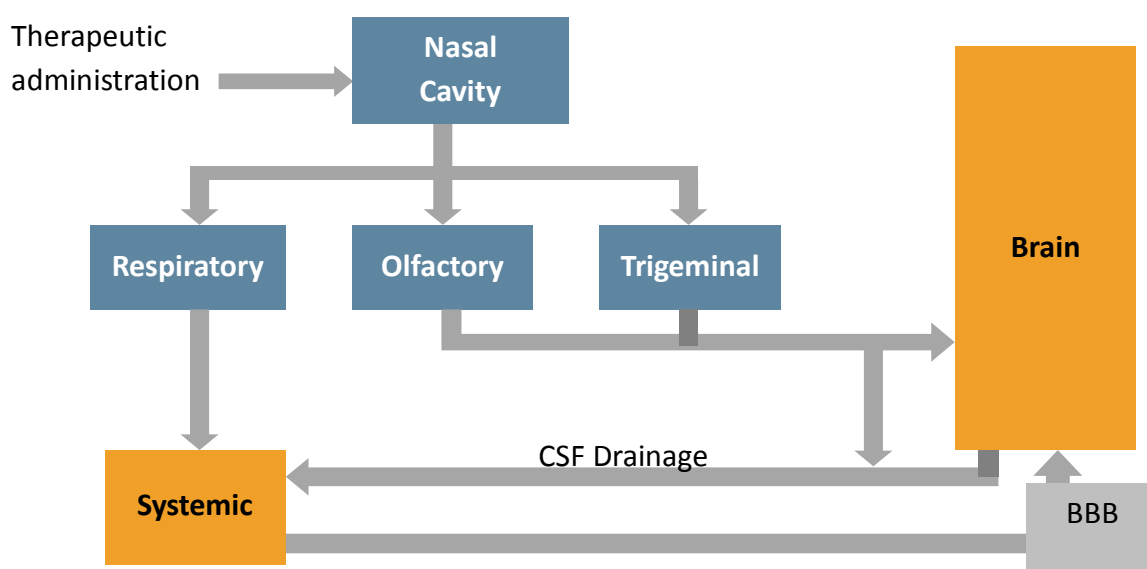 Therapeutic
administration
Nasal
Cavity
Respiratory
Olfactory
Trigeminal
Brain
CSF Drainage
Systemic
BBB